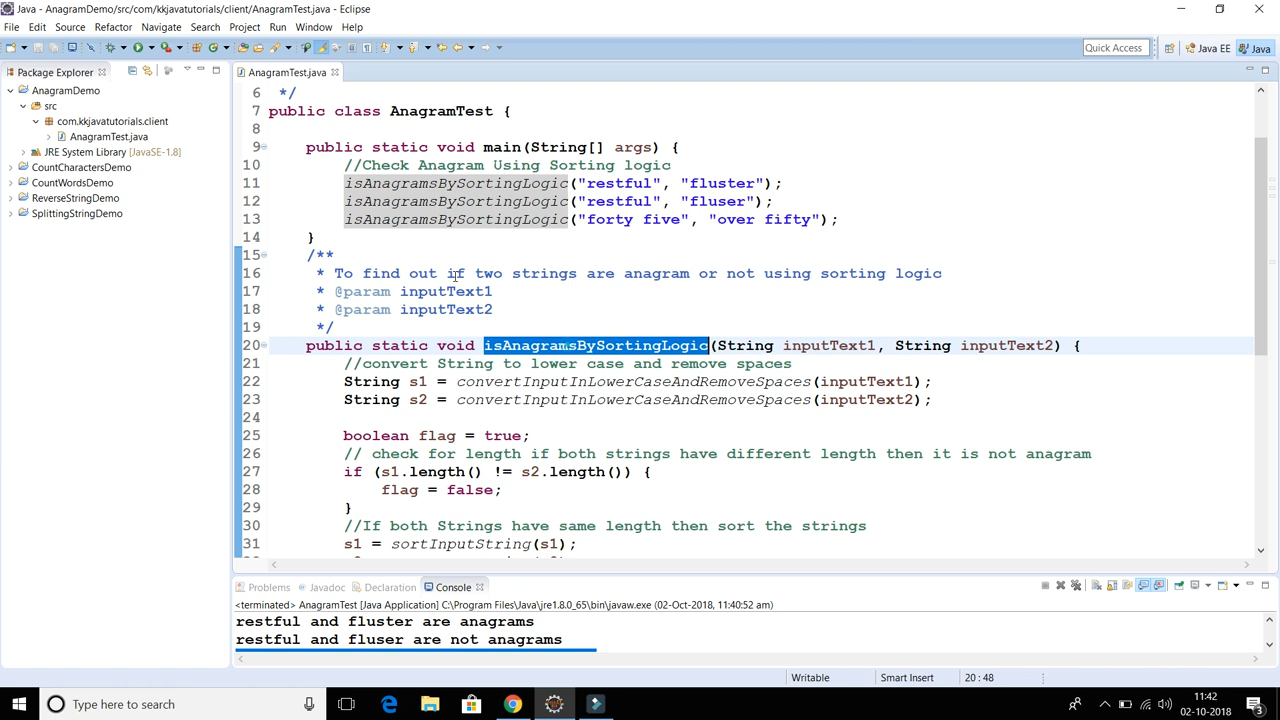 Java - AnagramDemo/src/com/kkjavatutorials/client/AnagramTest.java - Eclipse
File Edit Source Refactor Navigate Search Project Run Window Help
Quick Access Java EE Java
Package Explorer
AnagramDemo
src
com.kkjavatutorials.client
AnagramTest.java
JRE System Library [JavaSE-1.8]
CountCharactersDemo
CountWordsDemo
ReverseStringDemo
SplittingStringDemo
AnagramTest.java
6 */
7 public class AnagramTest {
8
9 public static void main(String[] args) {
10 //Check Anagram Using Sorting logic
11 isAnagramsBySortingLogic("restful", "fluster");
12 isAnagramsBySortingLogic("restful", "fluser");
13 isAnagramsBySortingLogic("forty five", "over fifty");
14 }
15 /**
16 * To find out if two strings are anagram or not using sorting logic
17 * @param inputText1
18 * @param inputText2
19 */
20 public static void isAnagramsBySortingLogic(String inputText1, String inputText2) {
21 //convert String to lower case and remove spaces
22 String s1 = convertInputInLowerCaseAndRemoveSpaces(inputText1);
23 String s2 = convertInputInLowerCaseAndRemoveSpaces(inputText2);
24
25 boolean flag = true;
26 // check for length if both strings have different length then it is not anagram
27 if (s1.length() != s2.length()) {
28 flag = false;
29 }
30 //If both Strings have same length then sort the strings
31 s1 = sortInputString(s1);
Problems Javadoc Declaration Console
<terminated> AnagramTest [Java Application] C:\Program Files\Java\jre1.8.0_65\bin\javaw.exe (02-Oct-2018, 11:40:52 am)
restful and fluster are anagrams
restful and fluser are not anagrams
Writable Smart Insert 20 : 48
Type here to search
11:42
02-10-2018
3